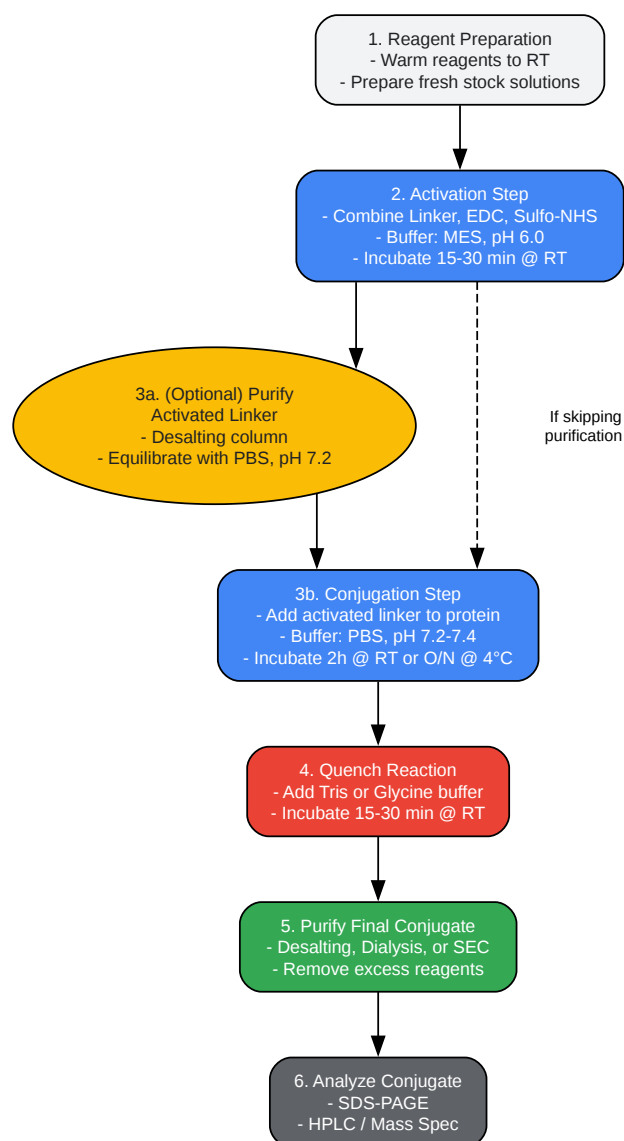 1. Reagent Preparation
- Warm reagents to RT
- Prepare fresh stock solutions
2. Activation Step
- Combine Linker, EDC, Sulfo-NHS
- Buffer: MES, pH 6.0
- Incubate 15-30 min @ RT
3a. (Optional) Purify
Activated Linker
- Desalting column
- Equilibrate with PBS, pH 7.2
If skipping
purification
3b. Conjugation Step
- Add activated linker to protein
- Buffer: PBS, pH 7.2-7.4
- Incubate 2h @ RT or O/N @ 4°C
4. Quench Reaction
- Add Tris or Glycine buffer
- Incubate 15-30 min @ RT
5. Purify Final Conjugate
- Desalting, Dialysis, or SEC
- Remove excess reagents
6. Analyze Conjugate
- SDS-PAGE
- HPLC / Mass Spec